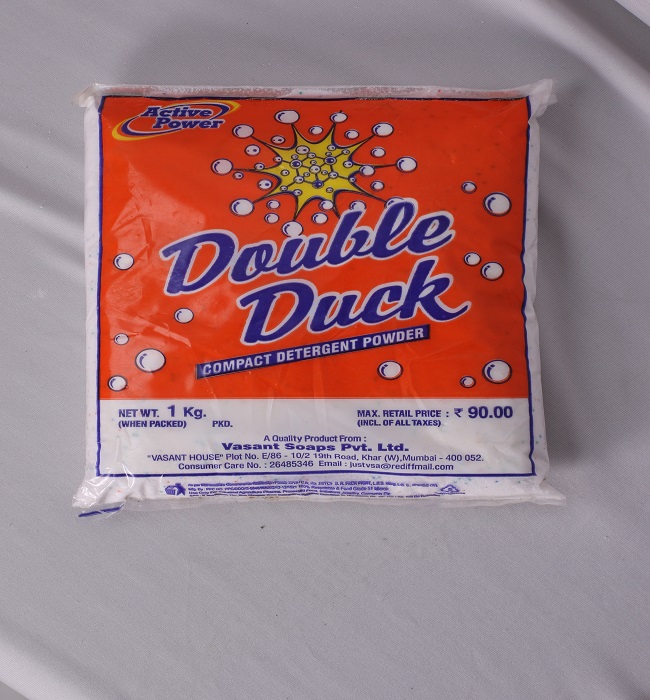 Active
Power
Double
Duck
COMPACT DETERGENT POWDER
NET WT. 1 Kg. MAX. RETAIL PRICE : ₹ 90.00
(WHEN PACKED) PKD. (INCL. OF ALL TAXES)
A Quality Product From :
Vasant Soaps Pvt. Ltd.
"VASANT HOUSE" Plot No. E/86 - 10/2 19th Road, Khar (W),Mumbai - 400 052.
Consumer Care No. : 26485346 Email : justvsa@rediffmail.com